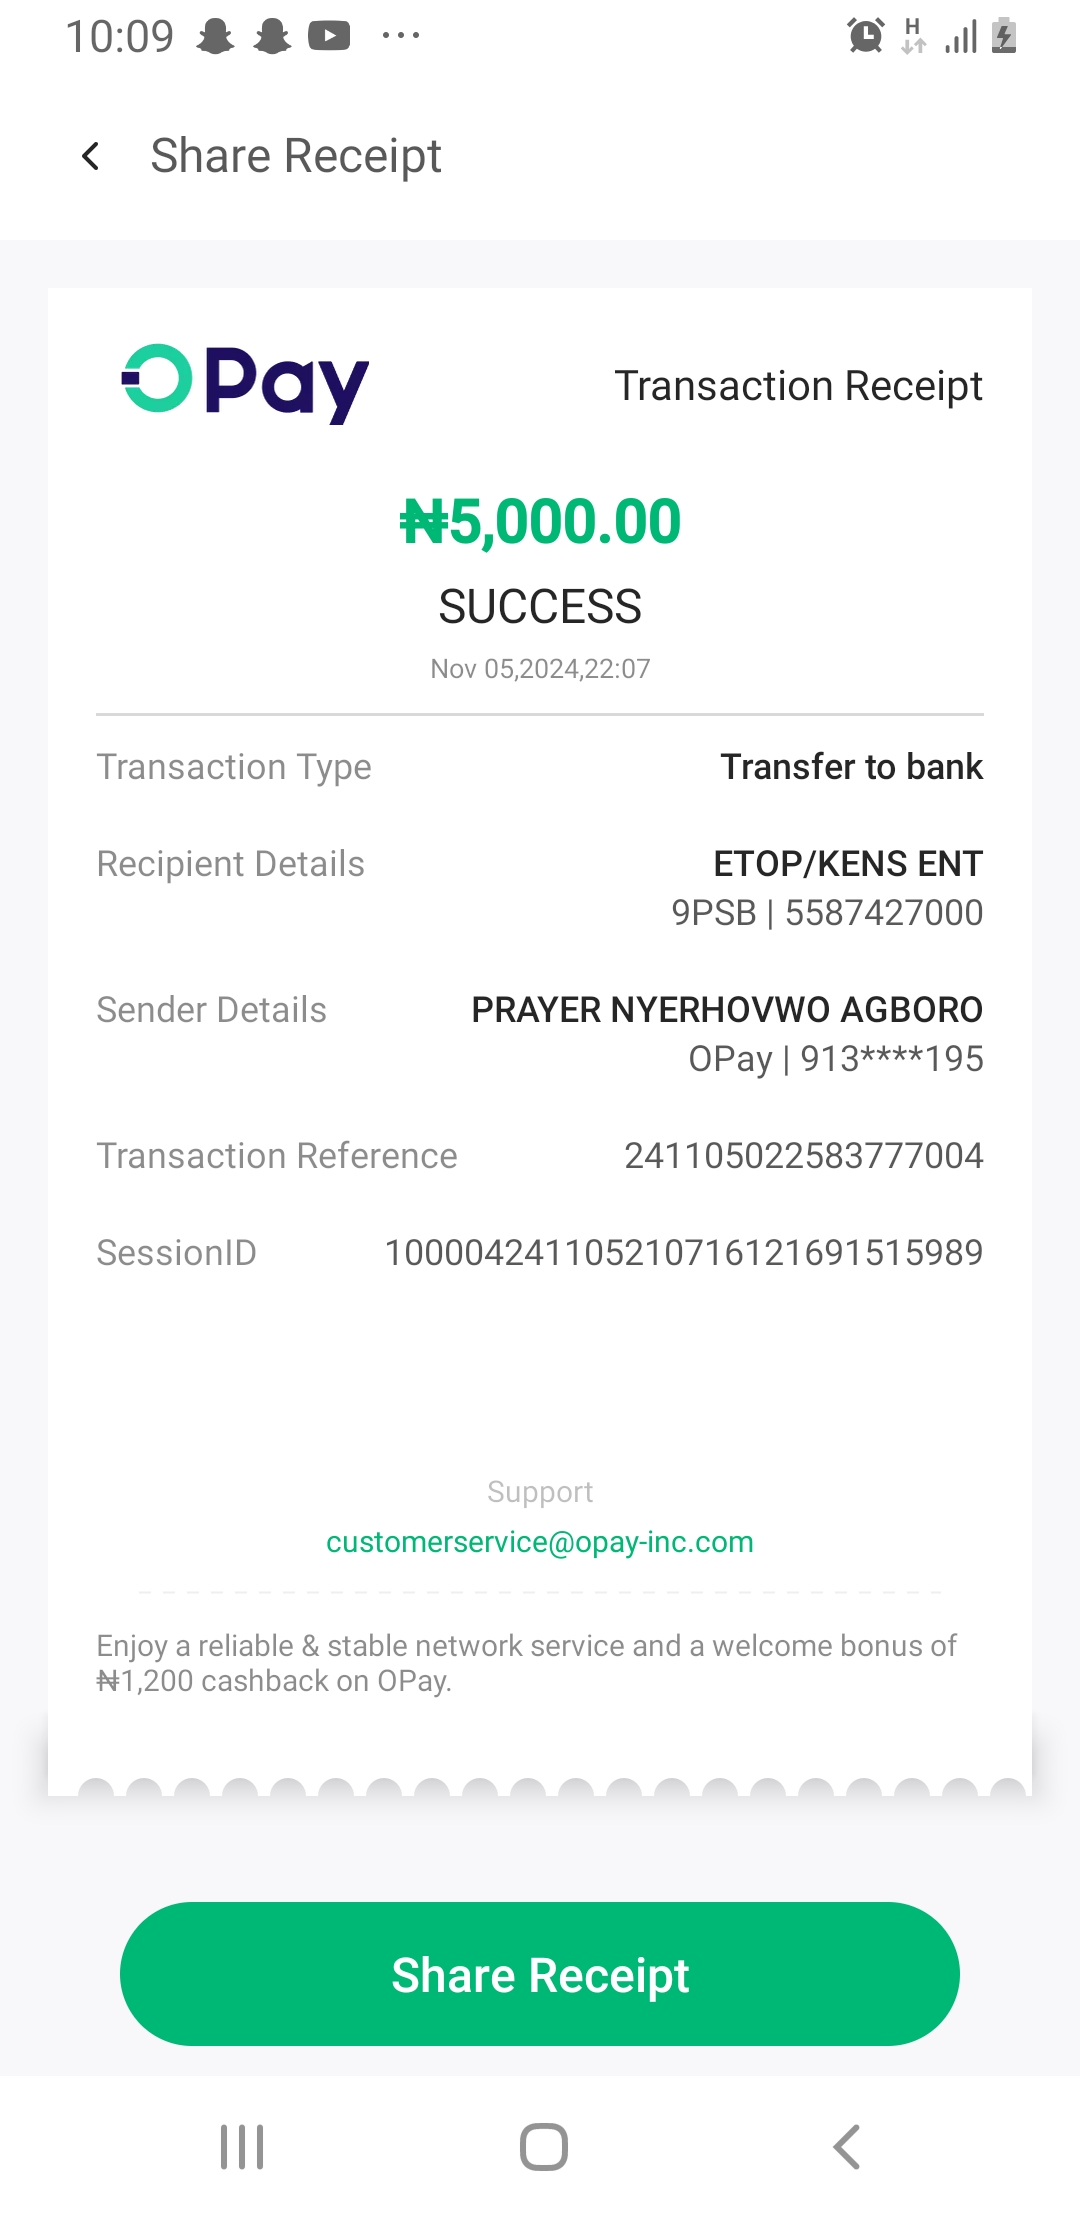 10:09
H
Share Receipt
OPay
Transaction Receipt
₦5,000.00
SUCCESS
Nov 05,2024,22:07
Transaction Type Transfer to bank
Recipient Details ETOP/KENS ENT
9PSB | 5587427000
Sender Details PRAYER NYERHOVWO AGBORO
OPay | 913****195
Transaction Reference 241105022583777004
SessionID 100004241105210716121691515989
Support
customerservice@opay-inc.com
Enjoy a reliable & stable network service and a welcome bonus of
₦1,200 cashback on OPay.
Share Receipt